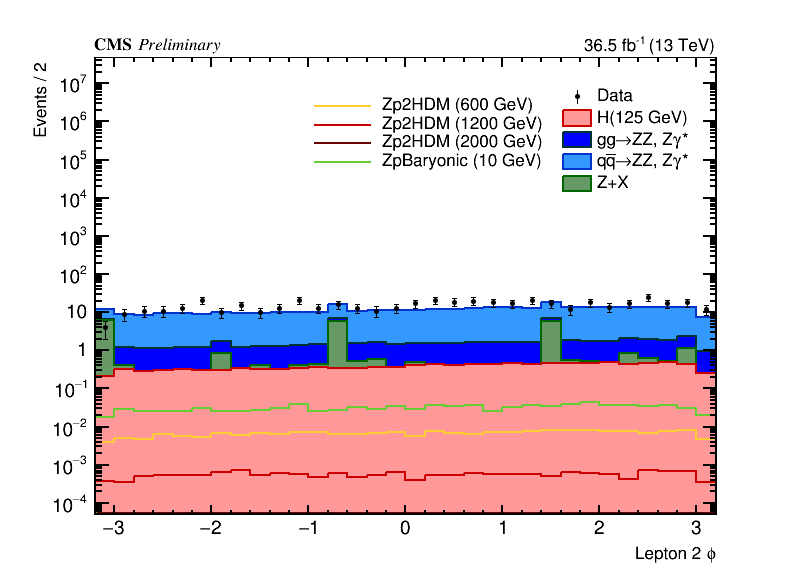 CMS Preliminary
36.5 fb⁻¹ (13 TeV)
Events / 2
10⁷
10⁶
10⁵
10⁴
10³
10²
10
1
10⁻¹
10⁻²
10⁻³
10⁻⁴
Zp2HDM (600 GeV)
Zp2HDM (1200 GeV)
Zp2HDM (2000 GeV)
ZpBaryonic (10 GeV)
Data
H(125 GeV)
gg→ZZ, Zγ*
qq̅→ZZ, Zγ*
Z+X
−3 −2 −1 0 1 2 3
Lepton 2 ϕ